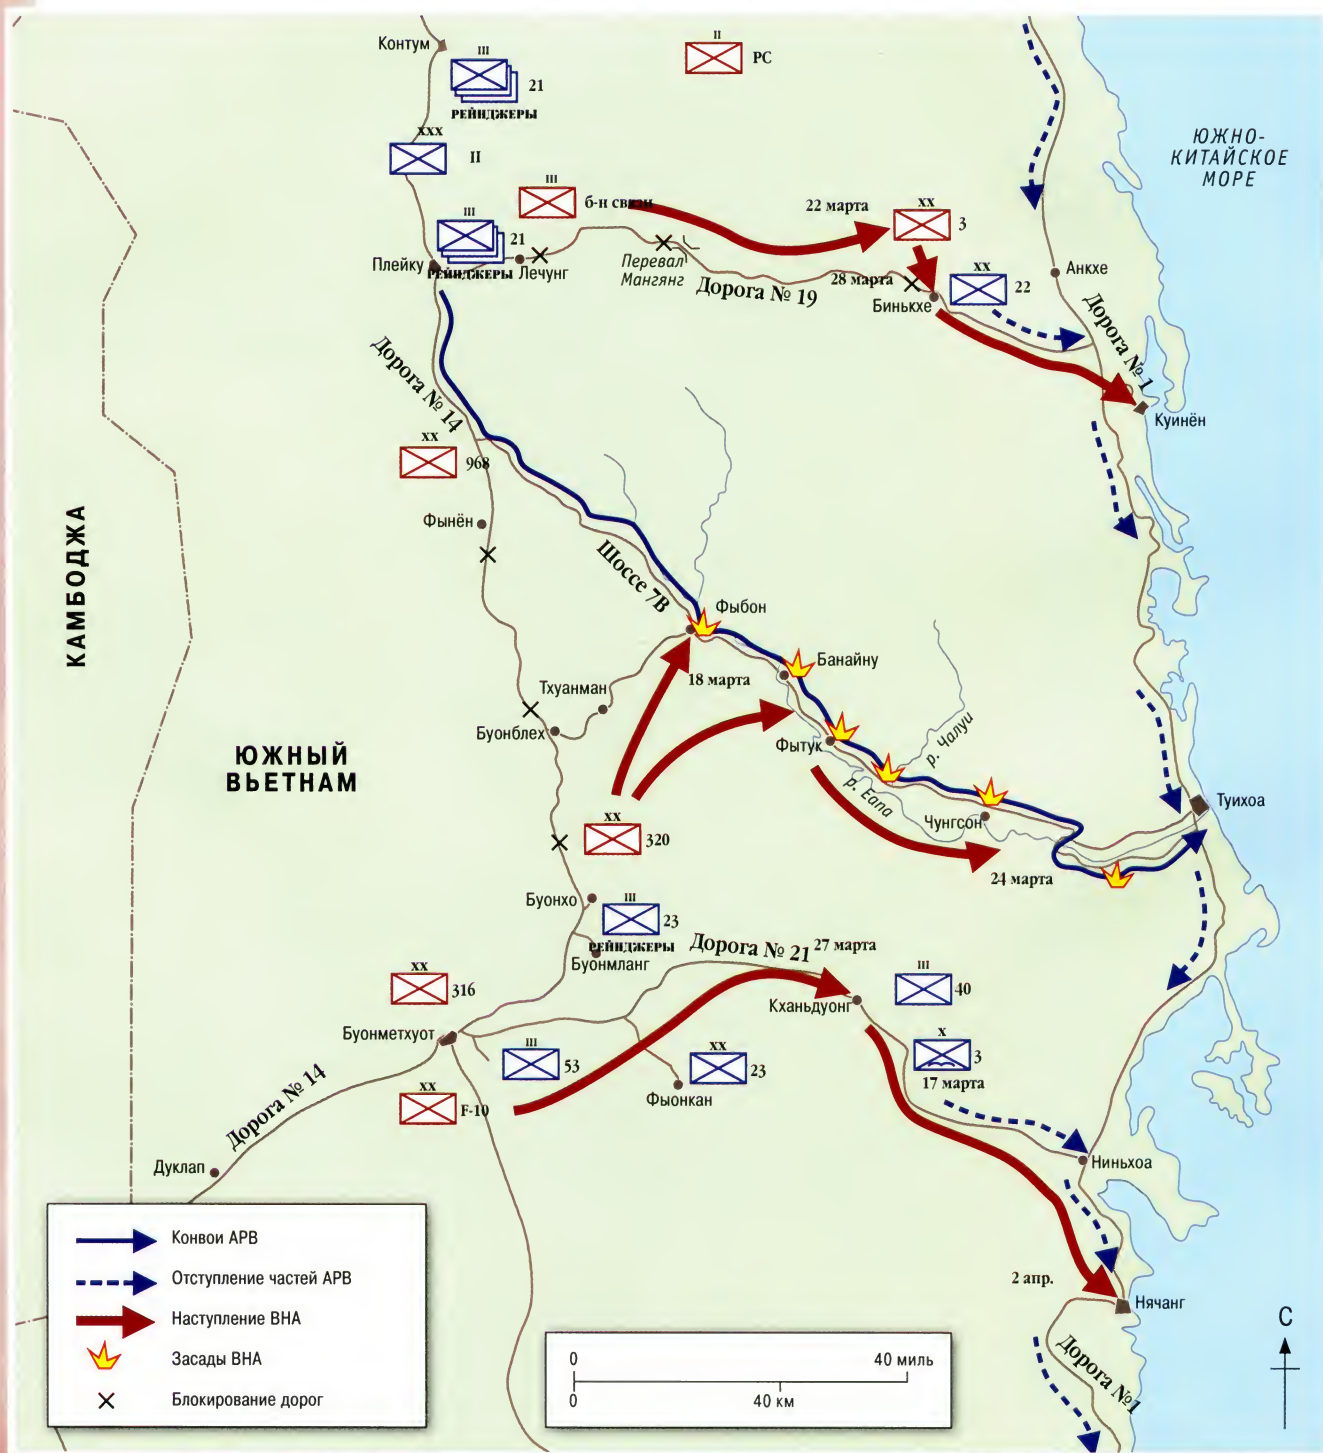 Контум
III
21
РЕЙНДЖЕРЫ
II
РС
ЮЖНО-
КИТАЙСКОЕ
МОРЕ
XXX
II
III
б-н связи
22 марта
XX
3
III
21
РЕЙНДЖЕРЫ
Плейку
Лечунг
Перевал
Мангянг
Дорога № 19
28 марта
Бинькхе
XX
22
Анкхе
Дорога № 1
Куинён
Дорога № 14
XX
968
Фынён
КАМБОДЖА
Шоссе 7В
Фыбон
18 марта
Банайну
Тхуанман
Буонблех
Фытук
р. Чалуи
р. Еапа
Чунгсон
Туихоа
ЮЖНЫЙ
ВЬЕТНАМ
XX
320
24 марта
Буонхо
III
23
РЕЙНДЖЕРЫ
Буонмланг
Дорога № 21
27 марта
XX
316
Кханьдуонг
III
40
Буонметхуот
III
53
XX
23
X
3
17 марта
XX
F-10
Фыонкан
Дорога № 14
Дуклап
Ниньхоа
2 апр.
Нячанг
Дорога №1
Конвои АРВ
Отступление частей АРВ
Наступление ВНА
Засады ВНА
Блокирование дорог
0
40 миль
0
40 км
С